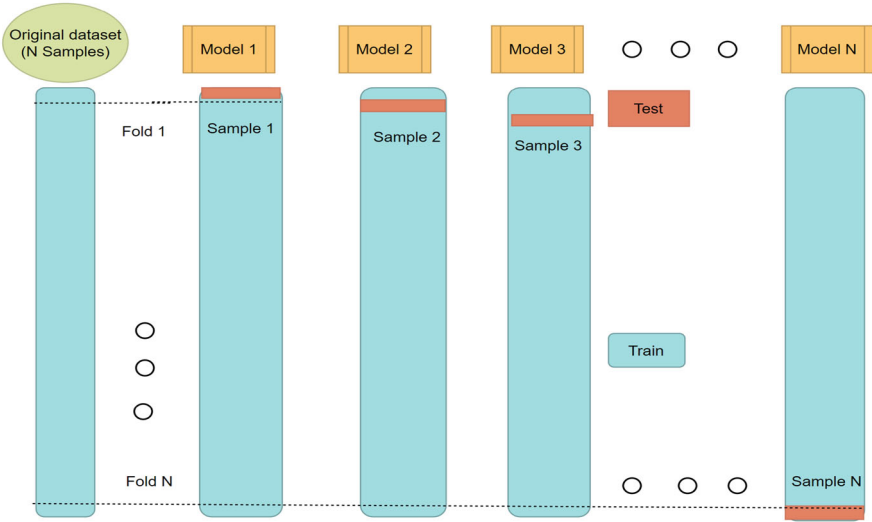 Original dataset
(N Samples)
Model 1
Model 2
Model 3
Model N
Test
Fold 1
Sample 1
Sample 2
Sample 3
Train
Fold N
Sample N